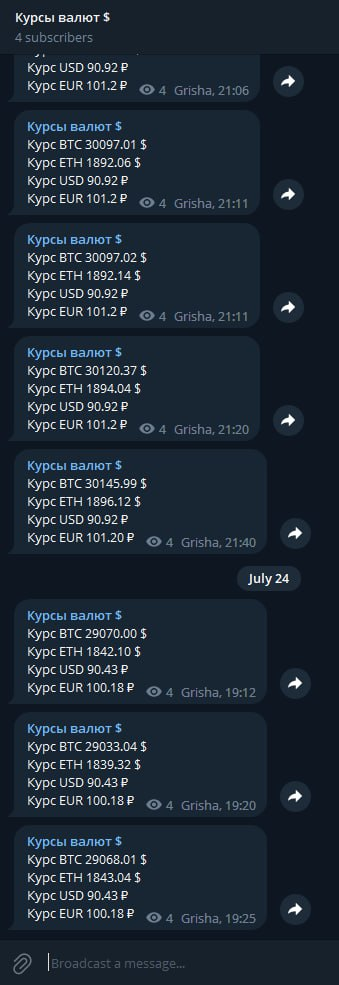 Курсы валют $
4 subscribers
Курс USD 90.92 ₽
Курс EUR 101.2 ₽ 4 Grisha, 21:06
Курсы валют $
Курс BTC 30097.01 $
Курс ETH 1892.06 $
Курс USD 90.92 ₽
Курс EUR 101.2 ₽ 4 Grisha, 21:11
Курсы валют $
Курс BTC 30097.02 $
Курс ETH 1892.14 $
Курс USD 90.92 ₽
Курс EUR 101.2 ₽ 4 Grisha, 21:11
Курсы валют $
Курс BTC 30120.37 $
Курс ETH 1894.04 $
Курс USD 90.92 ₽
Курс EUR 101.2 ₽ 4 Grisha, 21:20
Курсы валют $
Курс BTC 30145.99 $
Курс ETH 1896.12 $
Курс USD 90.92 ₽
Курс EUR 101.20 ₽ 4 Grisha, 21:40
July 24
Курсы валют $
Курс BTC 29070.00 $
Курс ETH 1842.10 $
Курс USD 90.43 ₽
Курс EUR 100.18 ₽ 4 Grisha, 19:12
Курсы валют $
Курс BTC 29033.04 $
Курс ETH 1839.32 $
Курс USD 90.43 ₽
Курс EUR 100.18 ₽ 4 Grisha, 19:20
Курсы валют $
Курс BTC 29068.01 $
Курс ETH 1843.04 $
Курс USD 90.43 ₽
Курс EUR 100.18 ₽ 4 Grisha, 19:25
Broadcast a message...